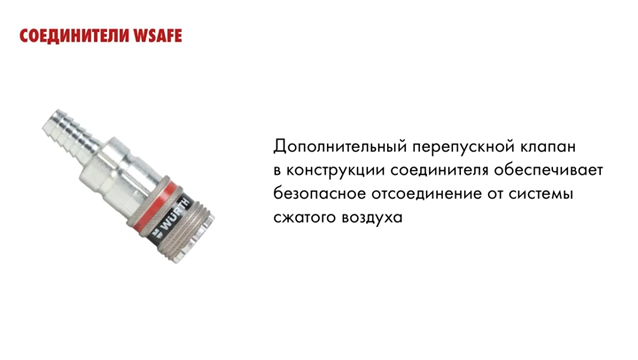 СОЕДИНИТЕЛИ WSAFE
Дополнительный перепускной клапан
в конструкции соединителя обеспечивает
безопасное отсоединение от системы
сжатого воздуха
WÜRTH